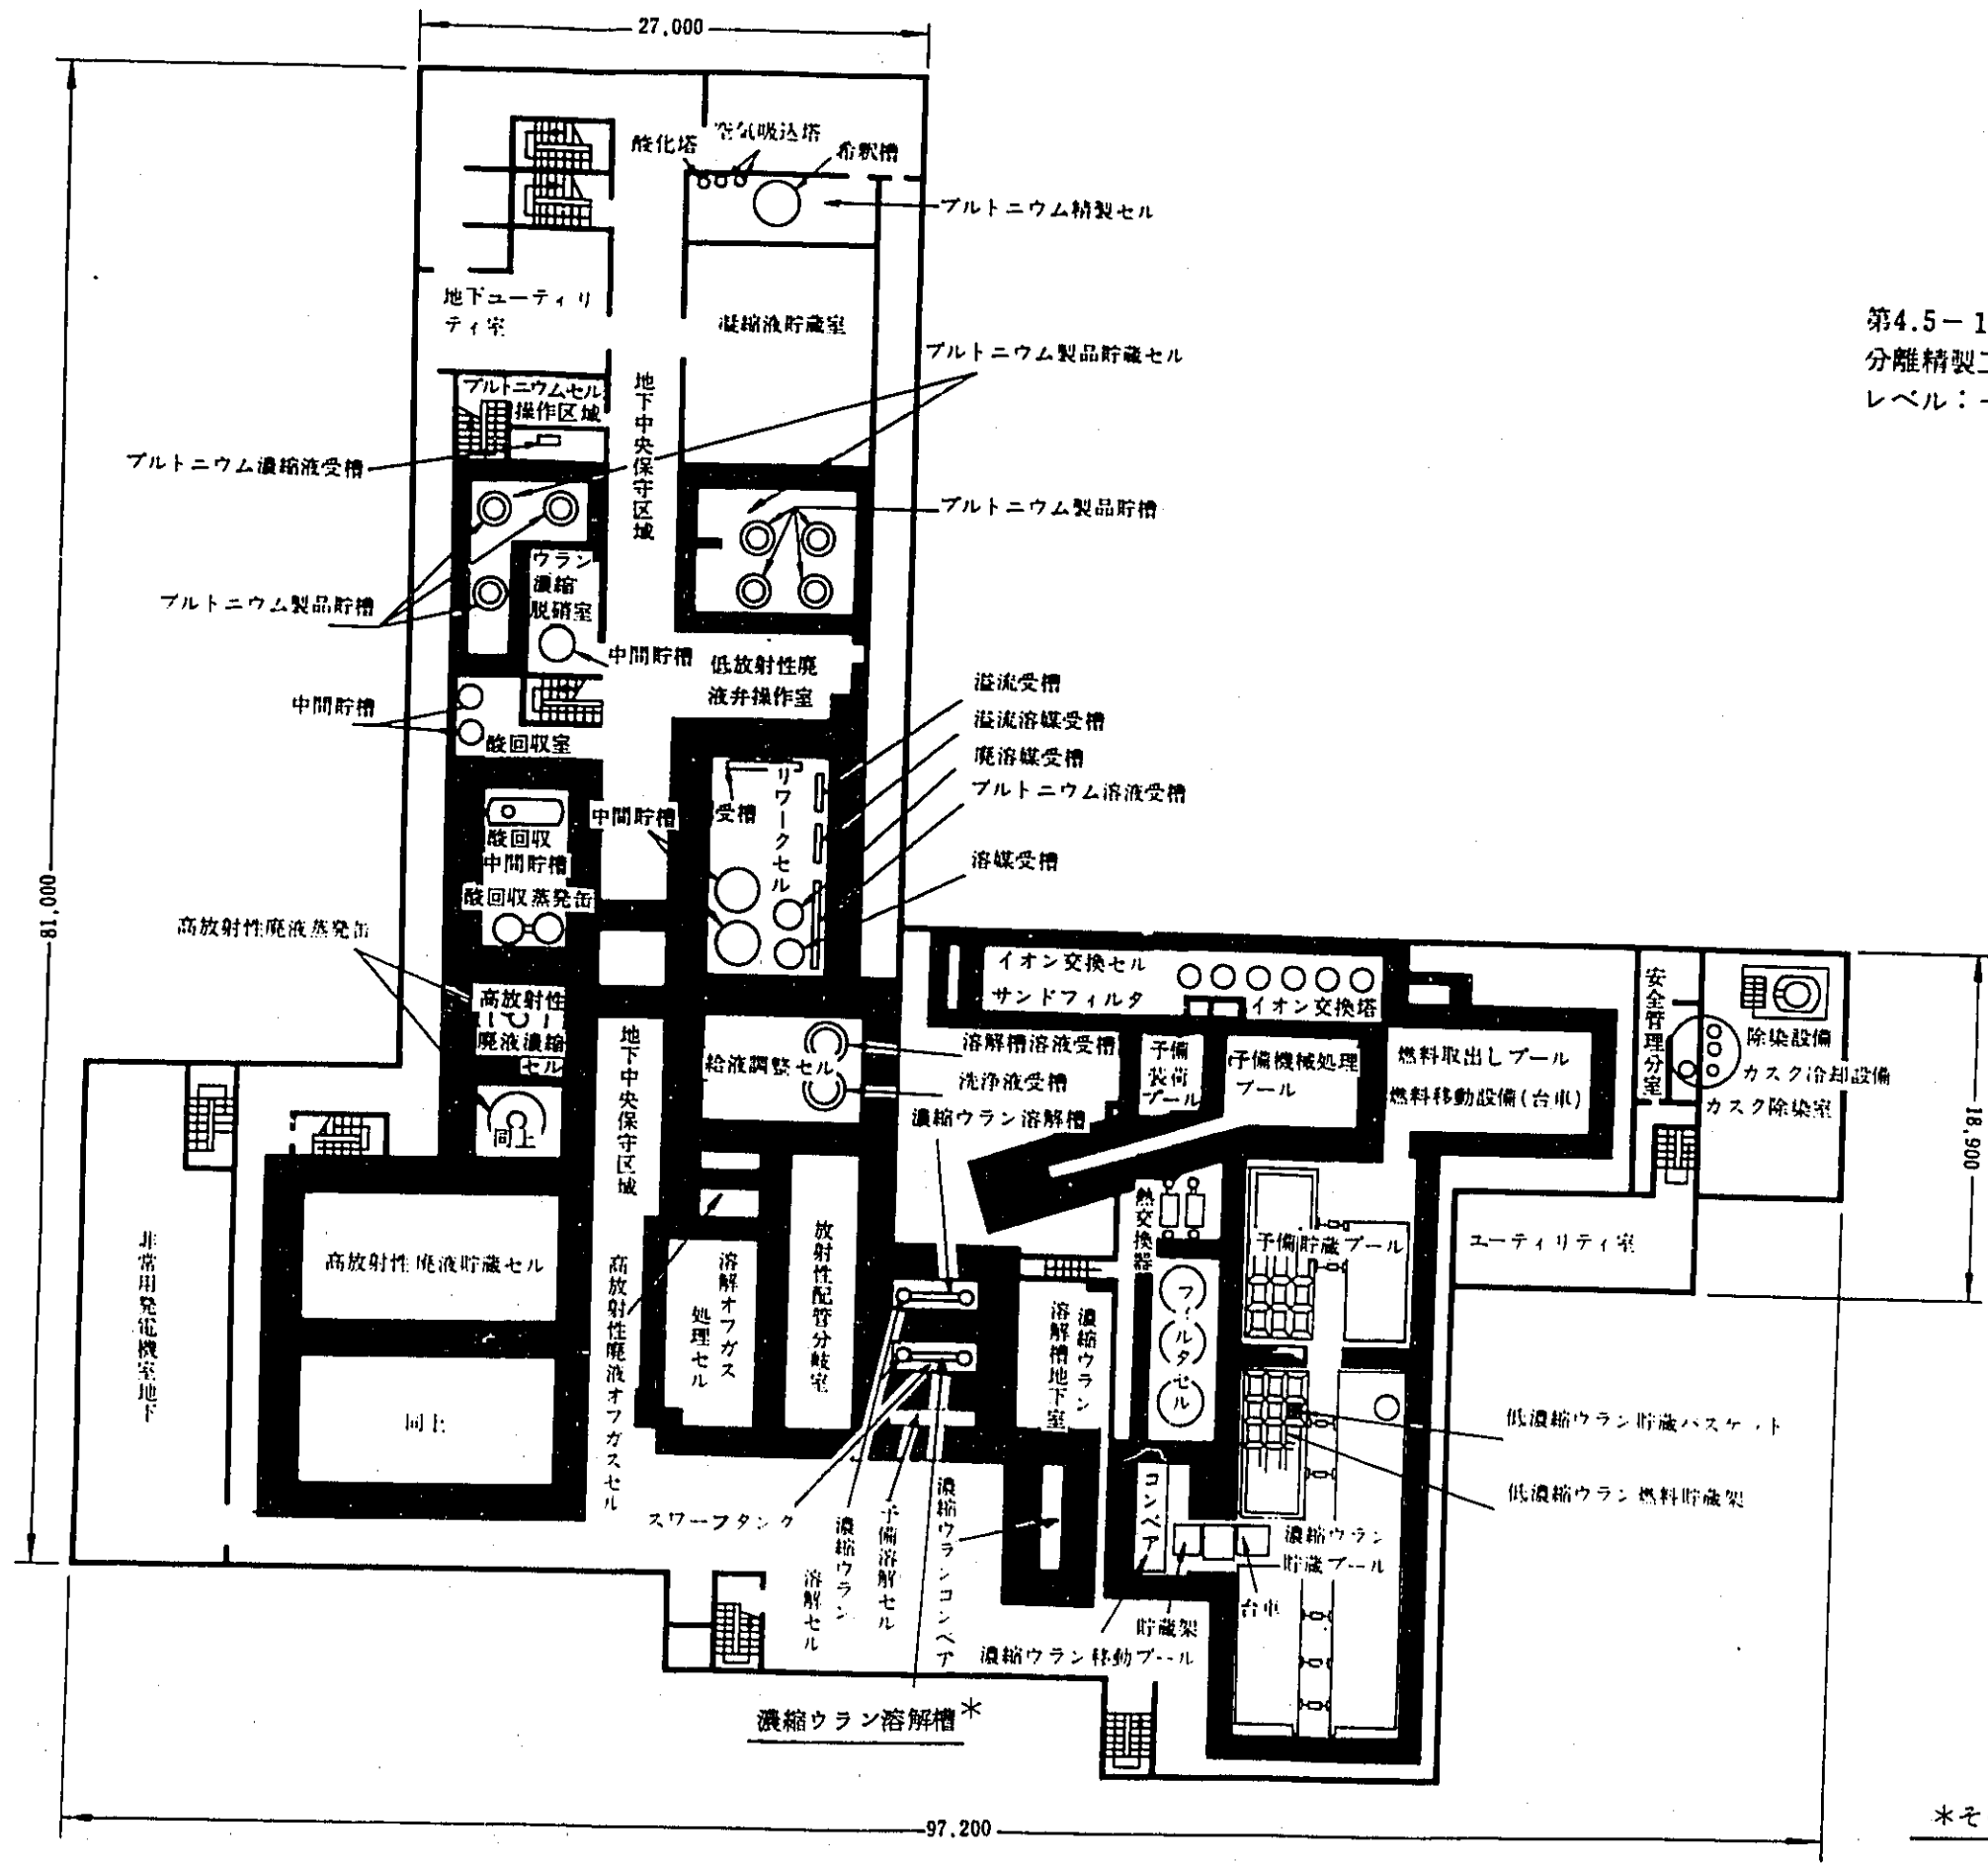 27,000
酸化塔
空気吸込塔
希釈槽
プルトニウム精製セル
地下ユーティリ
ティ室
凝縮液貯蔵室
第4.5－1
分離精製工
レベル：－
プルトニウム製品貯蔵セル
プルトニウムセル
操作区域
地下中央保守区域
プルトニウム濃縮液受槽
プルトニウム製品貯槽
ウラン
濃縮
脱硝室
プルトニウム製品貯槽
中間貯槽
低放射性廃
液弁操作室
中間貯槽
酸回収室
溢流受槽
溢流溶媒受槽
廃溶媒受槽
プルトニウム溶液受槽
溶媒受槽
リワークセル
受槽
中間貯槽
酸回収
中間貯槽
酸回収蒸発缶
81,000
高放射性廃液蒸発缶
高放射性
廃液濃縮
セル
同上
イオン交換セル
サンドフィルタ
イオン交換塔
安全管理分室
除染設備
カスク冷却設備
カスク除染室
18,900
地下中央保守区域
給液調整セル
溶解槽溶液受槽
洗浄液受槽
濃縮ウラン溶解槽
予備
装荷
プール
予備機械処理
プール
燃料取出しプール
燃料移動設備(台車)
熱交換器
予備貯蔵プール
ユーティリティ室
非常用発電機室地下
高放射性廃液貯蔵セル
同上
高放射性廃液オフガスセル
溶解オフガス
処理セル
放射性配管分岐室
濃縮ウラン
溶解槽地下室
フィルタセル
低濃縮ウラン貯蔵バスケット
低濃縮ウラン燃料貯蔵架
スワーフタンク
濃縮ウラン
溶解セル
予備溶解セル
濃縮ウランコンベア
コンベア
濃縮ウラン
貯蔵プール
台車
貯蔵架
濃縮ウラン移動プール
濃縮ウラン溶解槽＊
97,200
＊そ